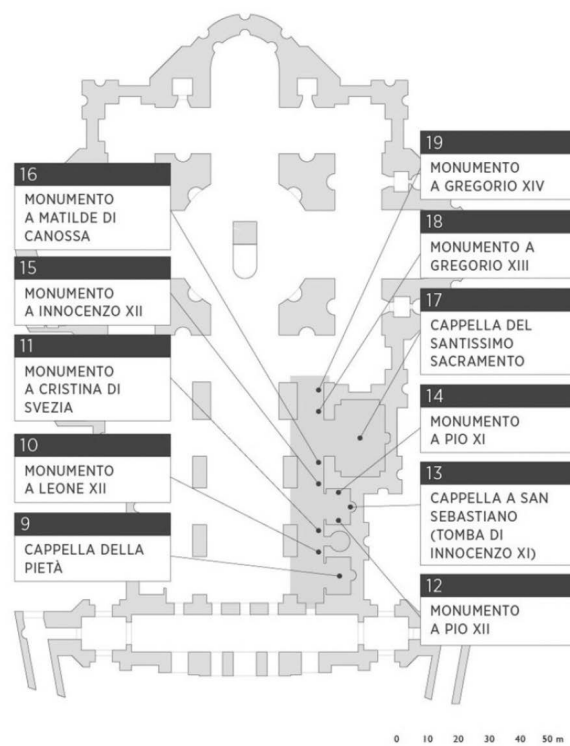 16
MONUMENTO
A MATILDE DI
CANOSSA
15
MONUMENTO
A INNOCENZO XII
11
MONUMENTO
A CRISTINA DI
SVEZIA
10
MONUMENTO
A LEONE XII
9
CAPPELLA DELLA
PIETÀ
19
MONUMENTO
A GREGORIO XIV
18
MONUMENTO A
GREGORIO XIII
17
CAPPELLA DEL
SANTISSIMO
SACRAMENTO
14
MONUMENTO
A PIO XI
13
CAPPELLA A SAN
SEBASTIANO
(TOMBA DI
INNOCENZO XI)
12
MONUMENTO
A PIO XII
0 10 20 30 40 50 m